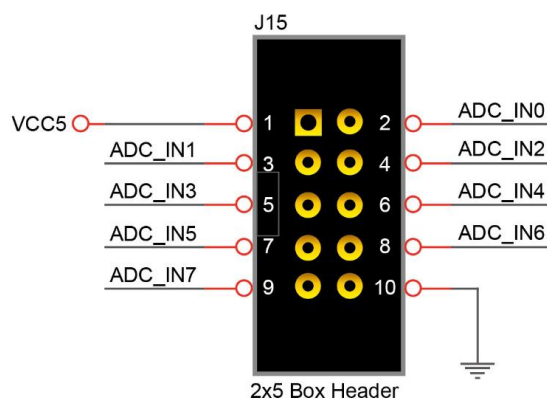 J15
VCC5 1 2 ADC_IN0
ADC_IN1 3 4 ADC_IN2
ADC_IN3 5 6 ADC_IN4
ADC_IN5 7 8 ADC_IN6
ADC_IN7 9 10
2x5 Box Header